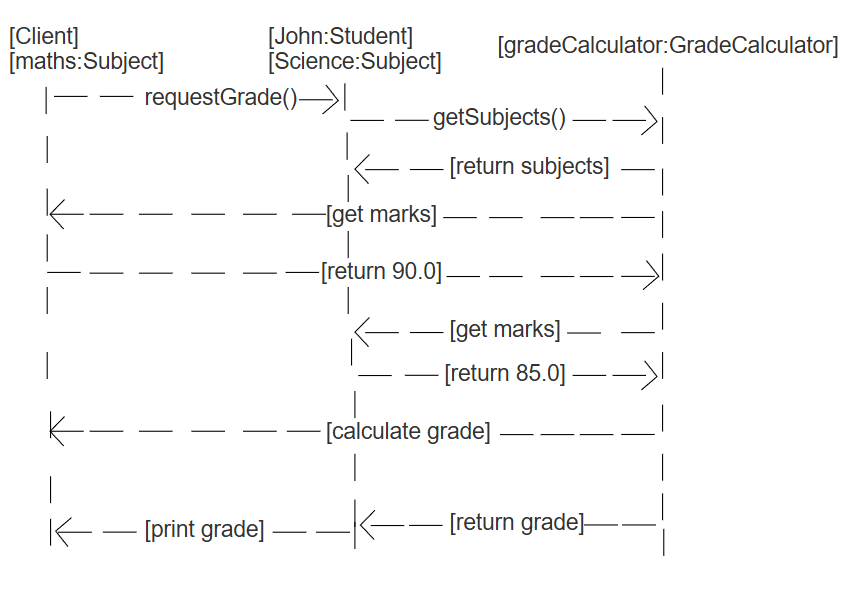 [Client]
[maths:Subject]
[John:Student]
[Science:Subject]
[gradeCalculator:GradeCalculator]
requestGrade()
getSubjects()
[return subjects]
[get marks]
[return 90.0]
[get marks]
[return 85.0]
[calculate grade]
[return grade]
[print grade]